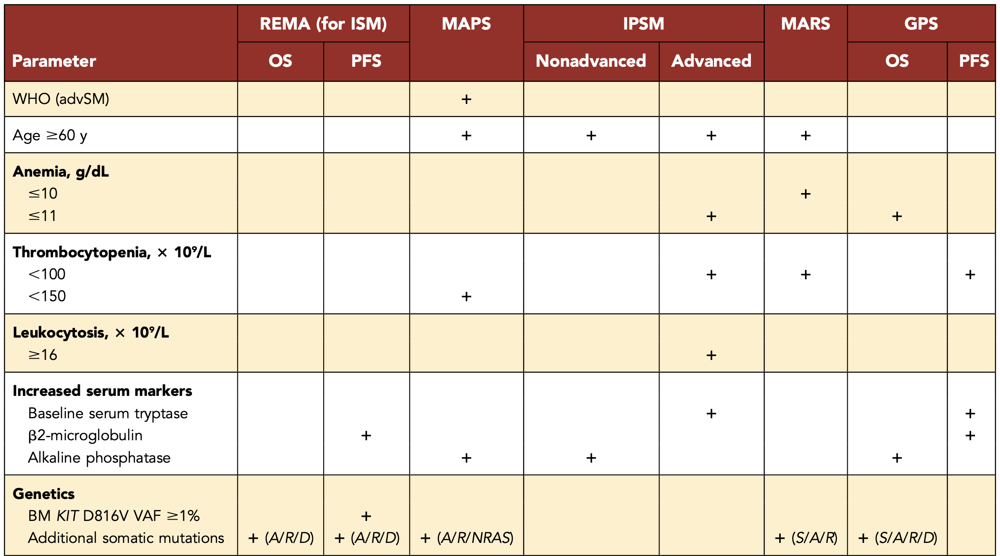 REMA (for ISM) MAPS IPSM MARS GPS
Parameter OS PFS Nonadvanced Advanced OS PFS
WHO (advSM) +
Age ≥60 y + + + +
Anemia, g/dL
≤10 +
≤11 + +
Thrombocytopenia, × 10⁹/L
<100 + + +
<150 +
Leukocytosis, × 10⁹/L
≥16 +
Increased serum markers
Baseline serum tryptase + +
β2-microglobulin + +
Alkaline phosphatase + + +
Genetics
BM KIT D816V VAF ≥1% +
Additional somatic mutations + (A/R/D) + (A/R/D) + (A/R/NRAS) + (S/A/R) + (S/A/R/D)